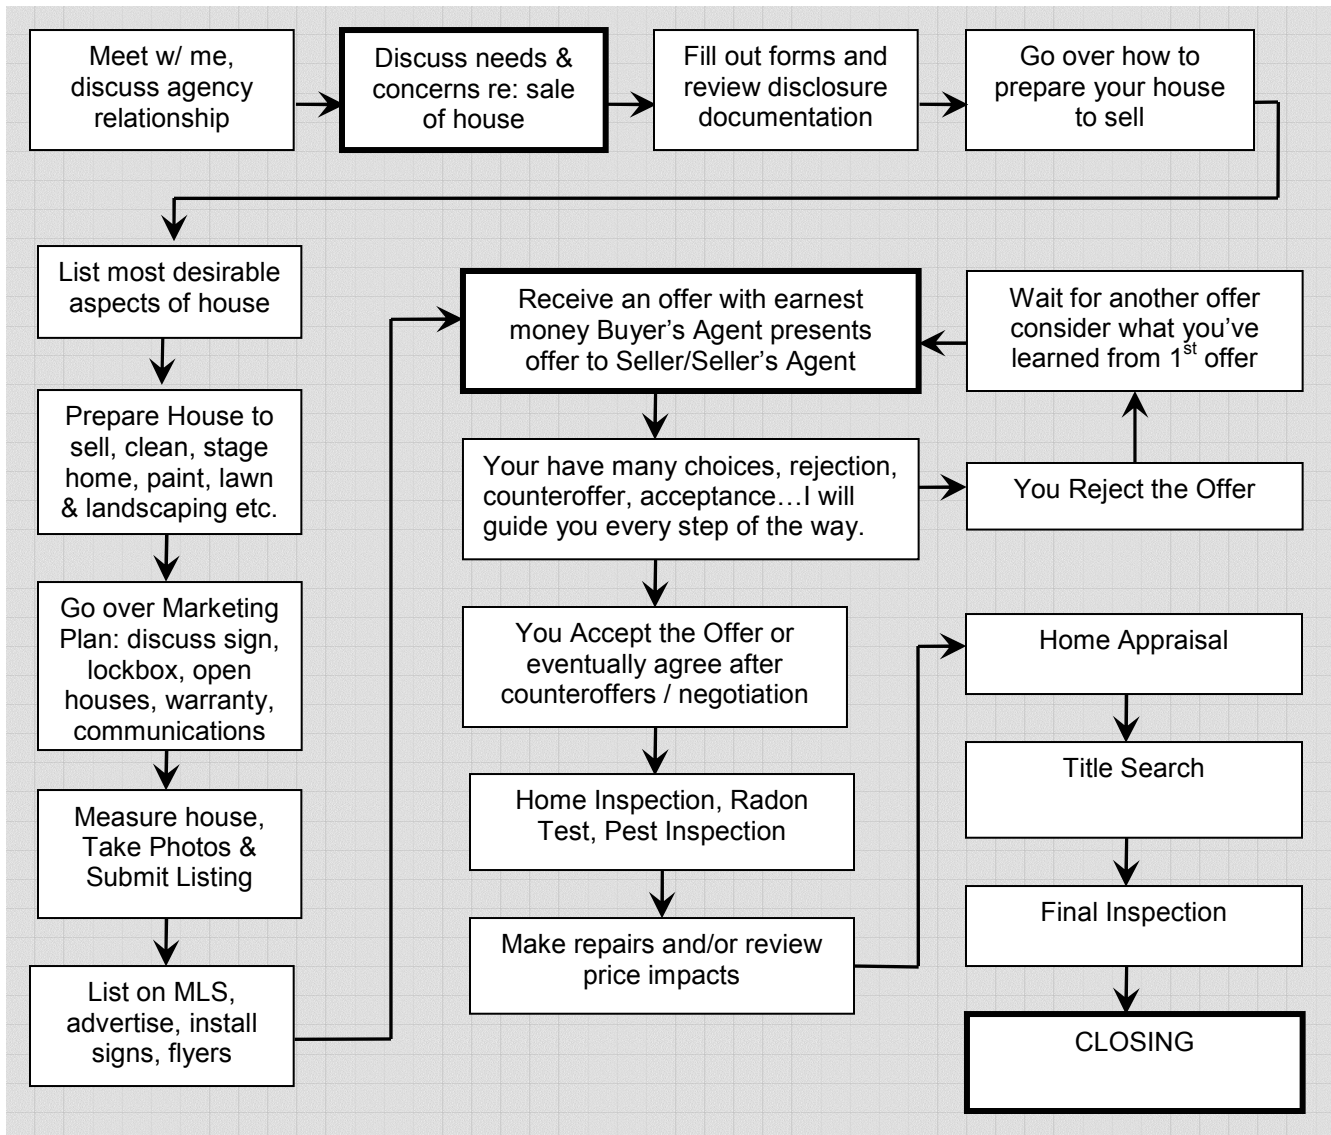 Meet w/ me,
discuss agency
relationship
Discuss needs &
concerns re: sale
of house
Fill out forms and
review disclosure
documentation
Go over how to
prepare your house
to sell
List most desirable
aspects of house
Prepare House to
sell, clean, stage
home, paint, lawn
& landscaping etc.
Go over Marketing
Plan: discuss sign,
lockbox, open
houses, warranty,
communications
Measure house,
Take Photos &
Submit Listing
List on MLS,
advertise, install
signs, flyers
Receive an offer with earnest
money Buyer’s Agent presents
offer to Seller/Seller’s Agent
Your have many choices, rejection,
counteroffer, acceptance…I will
guide you every step of the way.
You Reject the Offer
Wait for another offer
consider what you’ve
learned from 1st offer
You Accept the Offer or
eventually agree after
counteroffers / negotiation
Home Inspection, Radon
Test, Pest Inspection
Make repairs and/or review
price impacts
Home Appraisal
Title Search
Final Inspection
CLOSING